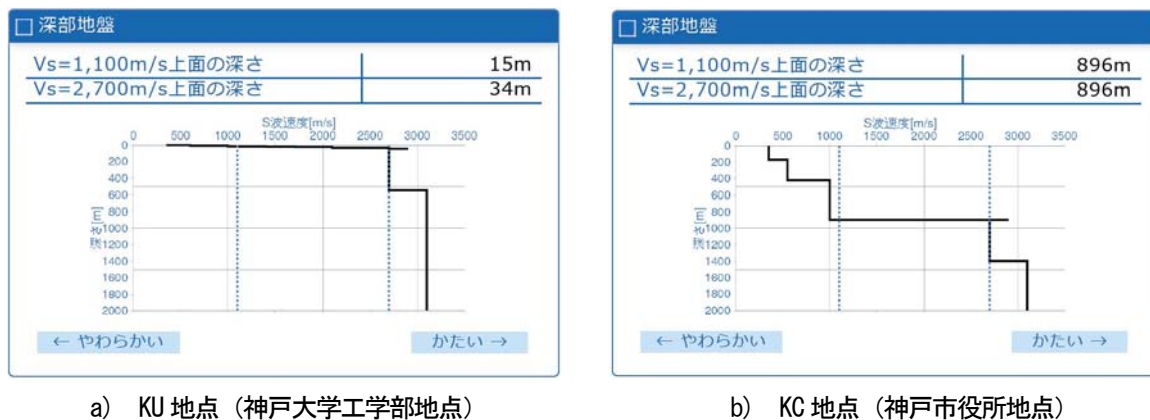 □ 深部地盤
Vs=1,100m/s上面の深さ 15m
Vs=2,700m/s上面の深さ 34m
S波速度[m/s]
0 500 1000 1500 2000 2500 3000 3500
深さ[m]
0
200
400
600
800
1000
1200
1400
1600
1800
2000
← やわらかい かたい →
a) KU 地点（神戸大学工学部地点）
□ 深部地盤
Vs=1,100m/s上面の深さ 896m
Vs=2,700m/s上面の深さ 896m
S波速度[m/s]
0 500 1000 1500 2000 2500 3000 3500
深さ[m]
0
200
400
600
800
1000
1200
1400
1600
1800
2000
← やわらかい かたい →
b) KC 地点（神戸市役所地点）